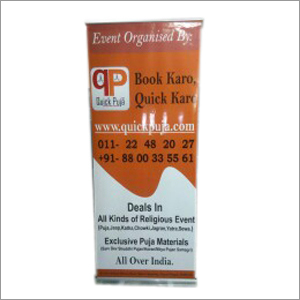 Event Organised By:
qp
Quick Puja
Book Karo,
Quick Karo
www.quickpuja.com
011- 22 48 20 27
+91- 88 00 33 55 61
Deals In
All Kinds of Religious Event
Exclusive Puja Materials
All Over India.